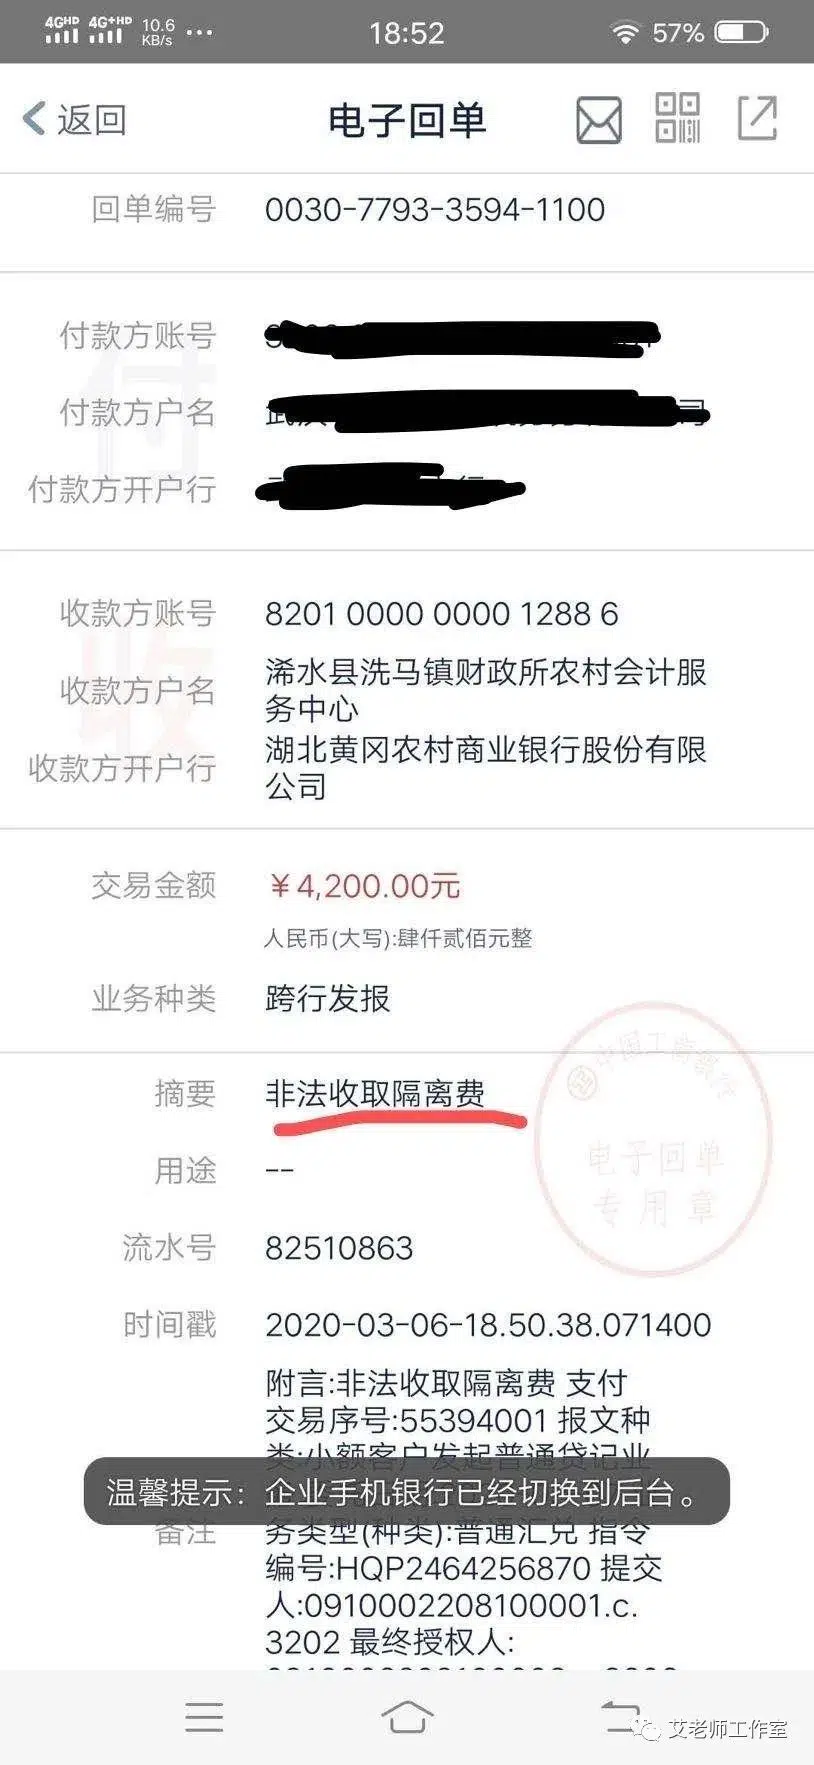 4GHD 4G+HD 10.6 KB/s ... 18:52 57%
返回 电子回单
回单编号 0030-7793-3594-1100
付款方账号
付
付款方户名
付款方开户行
收款方账号 8201 0000 0000 1288 6
收
收款方户名 浠水县洗马镇财政所农村会计服
务中心
收款方开户行 湖北黄冈农村商业银行股份有限
公司
交易金额 ￥4,200.00元
人民币(大写):肆仟贰佰元整
业务种类 跨行发报
中国工商银行
摘要 非法收取隔离费
电子回单
用途 --
专用章
流水号 82510863
时间戳 2020-03-06-18.50.38.071400
附言:非法收取隔离费 支付
交易序号:55394001 报文种
类:小额客户发起普通贷记业
温馨提示：企业手机银行已经切换到后台。
备注 务类型(种类):普通汇兑 指令
编号:HQP2464256870 提交
人:0910002208100001.c.
3202 最终授权人:
艾老师工作室